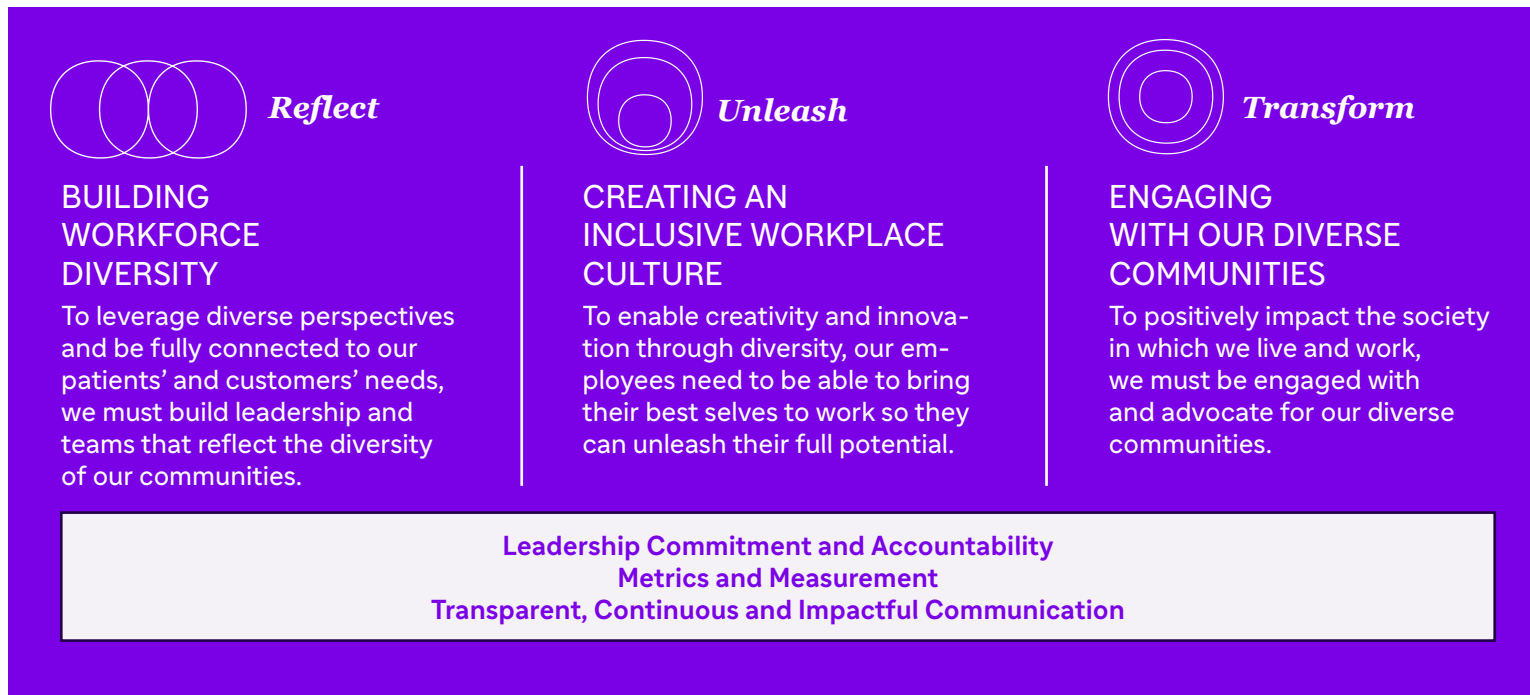 Reflect
BUILDING
WORKFORCE
DIVERSITY
To leverage diverse perspectives
and be fully connected to our
patients’ and customers’ needs,
we must build leadership and
teams that reflect the diversity
of our communities.
Unleash
CREATING AN
INCLUSIVE WORKPLACE
CULTURE
To enable creativity and innova-
tion through diversity, our em-
ployees need to be able to bring
their best selves to work so they
can unleash their full potential.
Transform
ENGAGING
WITH OUR DIVERSE
COMMUNITIES
To positively impact the society
in which we live and work,
we must be engaged with
and advocate for our diverse
communities.
Leadership Commitment and Accountability
Metrics and Measurement
Transparent, Continuous and Impactful Communication